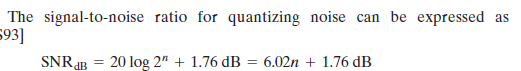 The signal-to-noise ratio for quantizing noise can be expressed as
93]
SNR_dB = 20 log 2^n + 1.76 dB = 6.02n + 1.76 dB